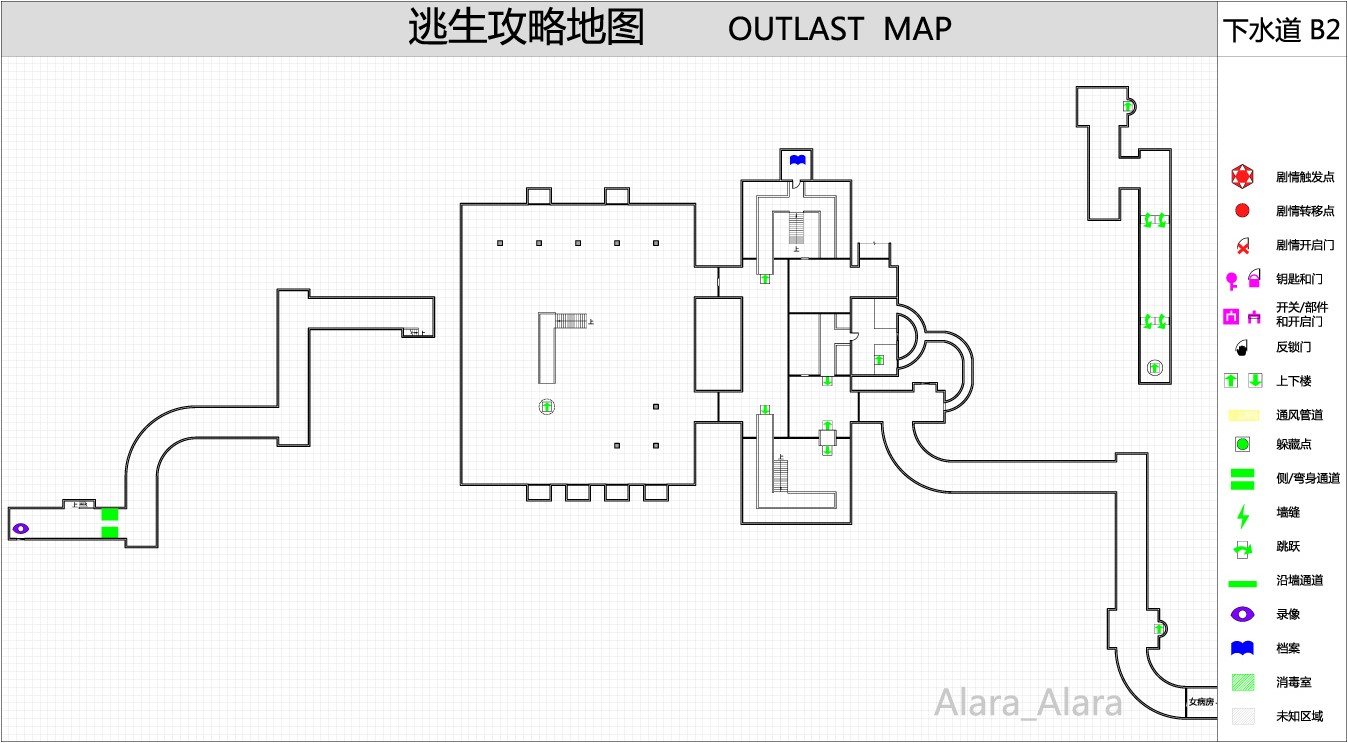 逃生攻略地图 OUTLAST MAP
下水道 B2
剧情触发点
剧情转移点
剧情开启门
钥匙和门
开关/部件
和开启门
反锁门
上下楼
通风管道
躲藏点
侧/弯身通道
墙缝
跳跃
沿墙通道
录像
档案
消毒室
未知区域
上
上
上
上
上
女病房
Alara_Alara